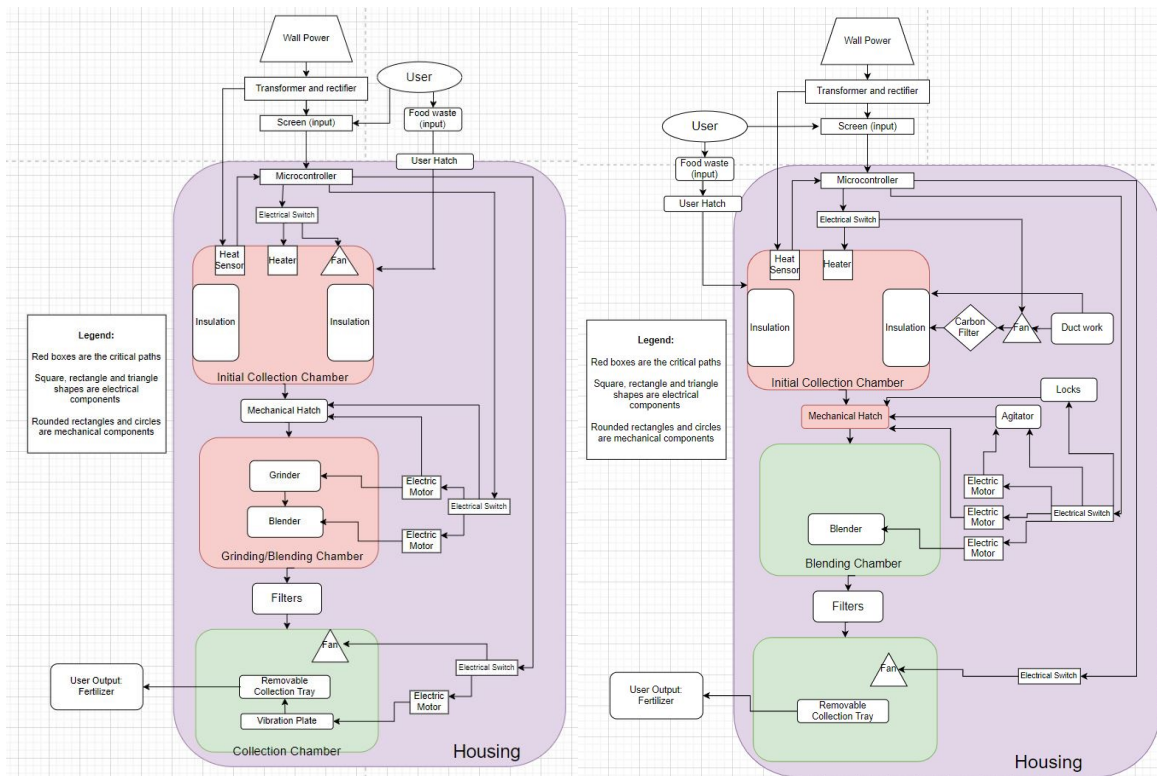 Wall Power
User
Transformer and rectifier
Food waste
(input)
Screen (input)
User Hatch
Microcontroller
Electrical Switch
Heat
Sensor
Heater
Fan
Insulation
Insulation
Initial Collection Chamber
Legend:
Red boxes are the critical paths
Square, rectangle and triangle
shapes are electrical
components
Rounded rectangles and circles
are mechanical components
Mechanical Hatch
Grinder
Electric
Motor
Electrical Switch
Blender
Electric
Motor
Grinding/Blending Chamber
Filters
Fan
Electrical Switch
User Output:
Fertilizer
Removable
Collection Tray
Electric
Motor
Vibration Plate
Collection Chamber
Housing
Wall Power
Transformer and rectifier
User
Screen (input)
Food waste
(input)
Microcontroller
User Hatch
Electrical Switch
Heat
Sensor
Heater
Insulation
Insulation
Carbon
Filter
Fan
Duct work
Initial Collection Chamber
Legend:
Red boxes are the critical paths
Square, rectangle and triangle
shapes are electrical
components
Rounded rectangles and circles
are mechanical components
Locks
Mechanical Hatch
Agitator
Electric
Motor
Electric
Motor
Electrical Switch
Blender
Electric
Motor
Blending Chamber
Filters
Fan
Electrical Switch
User Output:
Fertilizer
Removable
Collection Tray
Housing